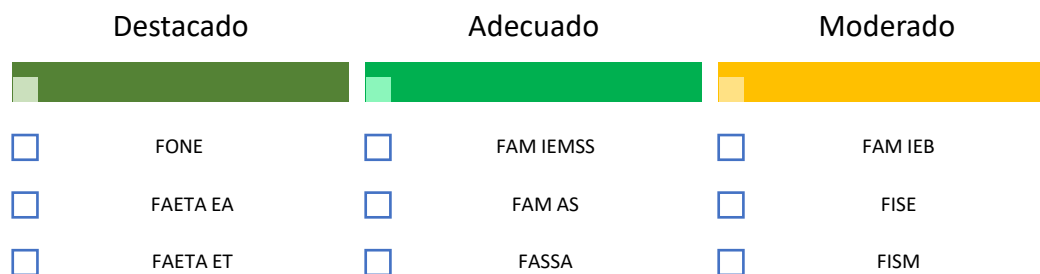 Destacado Adecuado Moderado
FONE FAM IEMSS FAM IEB
FAETA EA FAM AS FISE
FAETA ET FASSA FISM